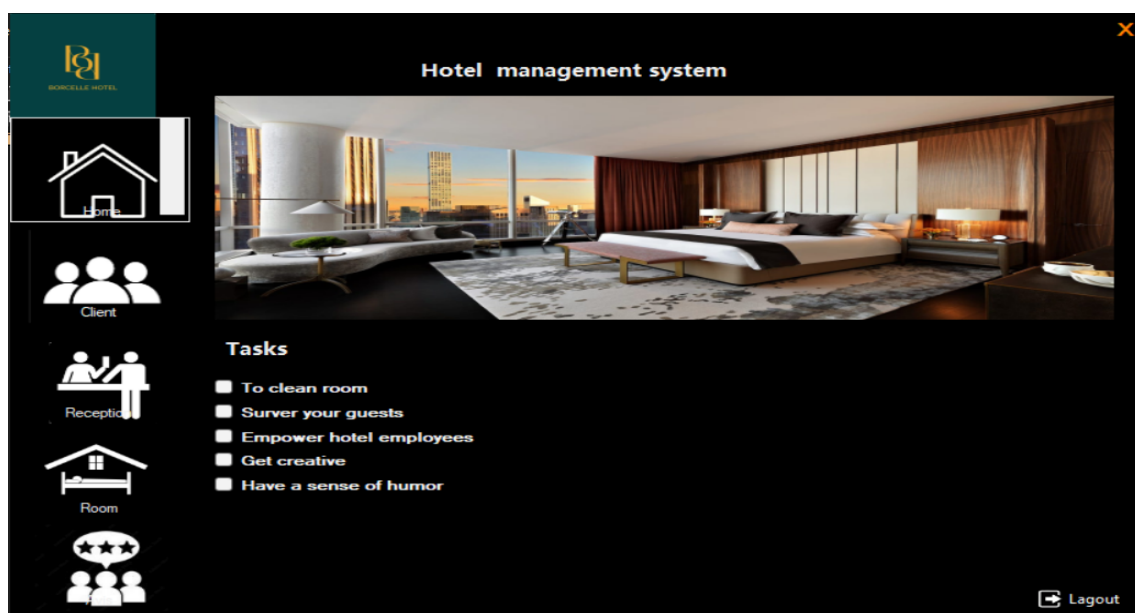 BORCELLE HOTEL
X
Hotel management system
Home
Client
Reception
Room
Tasks
To clean room
Surver your guests
Empower hotel employees
Get creative
Have a sense of humor
Lagout